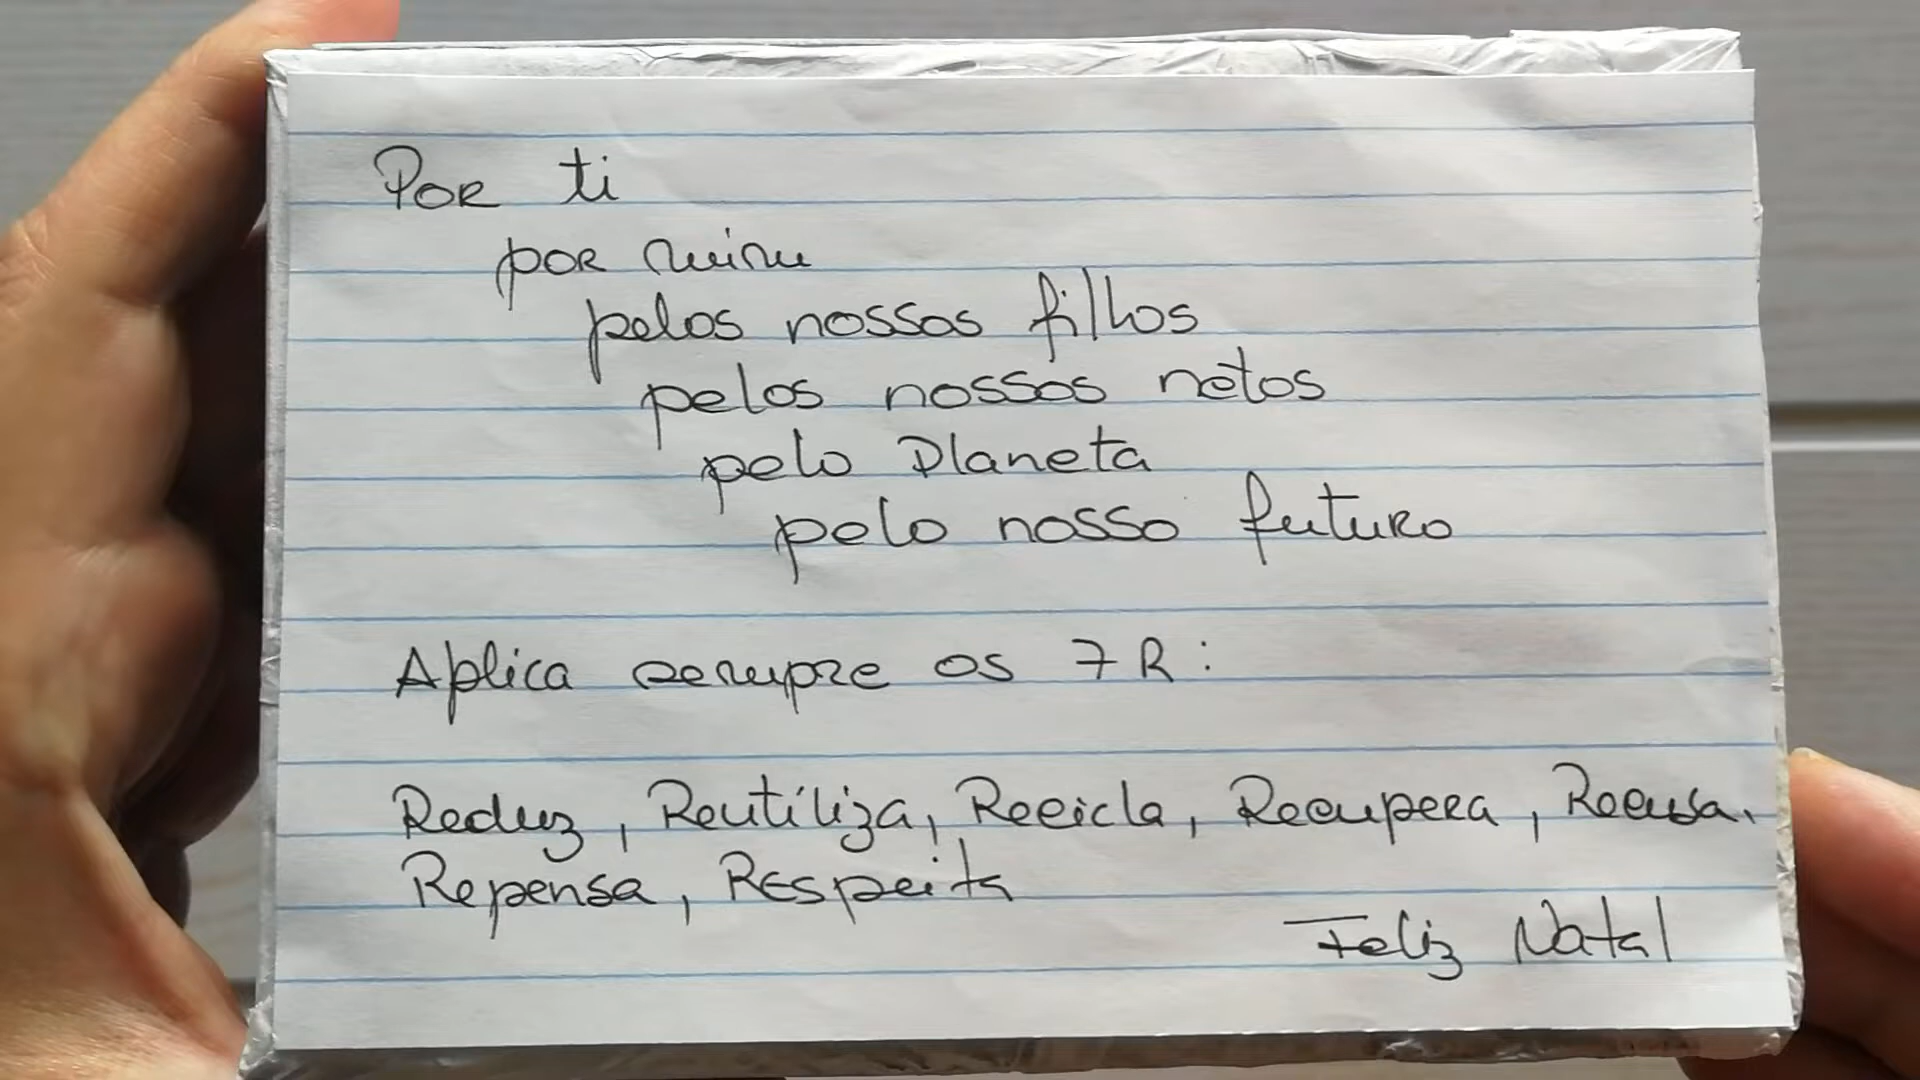 Por ti
por mim
pelos nossos filhos
pelos nossos netos
pelo Planeta
pelo nosso futuro
Aplica sempre os 7 R:
Reduz, Reutiliza, Recicla, Recupera, Recusa,
Repensa, Respeita
Feliz Natal